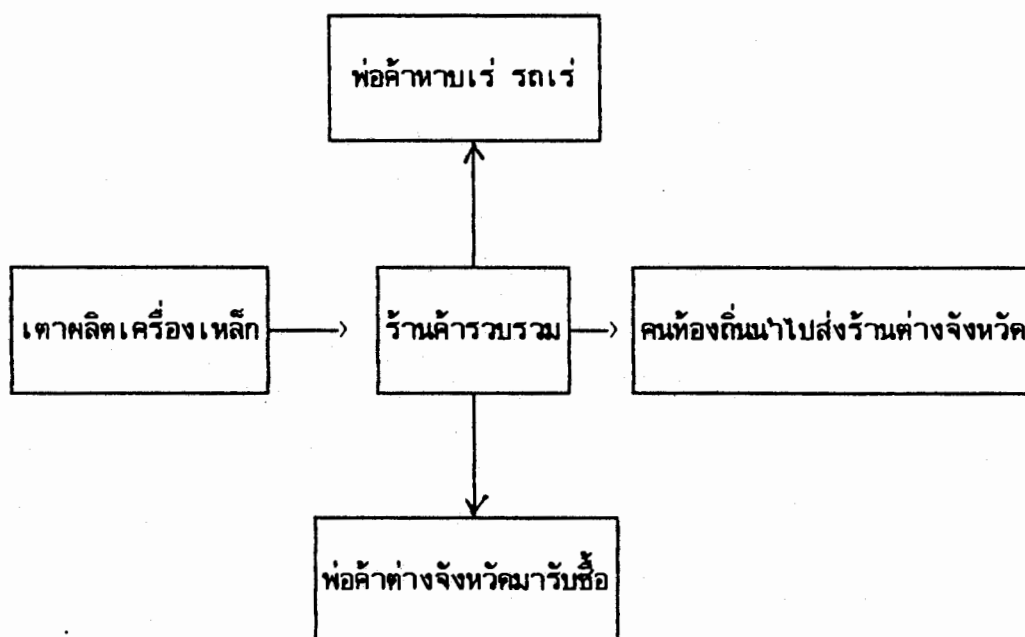 พ่อค้าหาบเร่ รถเร่
เตาผลิตเครื่องเหล็ก
ร้านค้ารวบรวม
คนท้องถิ่นนำไปส่งร้านต่างจังหวัด
พ่อค้าต่างจังหวัดมารับซื้อ